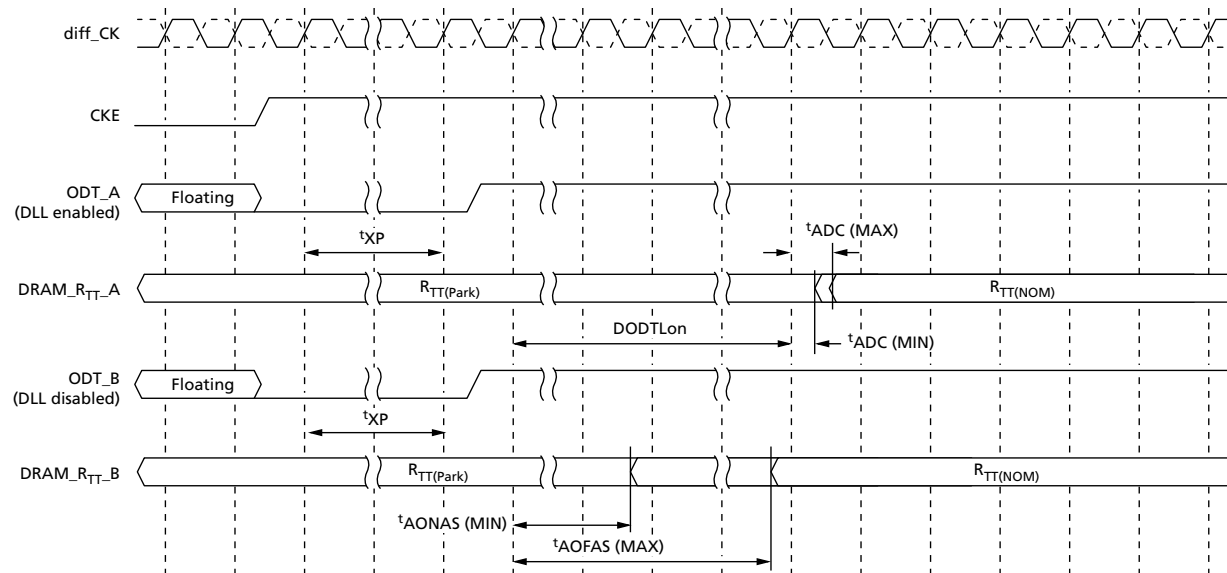 diff_CK
CKE
ODT_A
(DLL enabled)
Floating
tXP
tADC (MAX)
DRAM_RTT_A
RTT(Park)
RTT(NOM)
DODTLon
tADC (MIN)
ODT_B
(DLL disabled)
Floating
tXP
DRAM_RTT_B
RTT(Park)
RTT(NOM)
tAONAS (MIN)
tAOFAS (MAX)